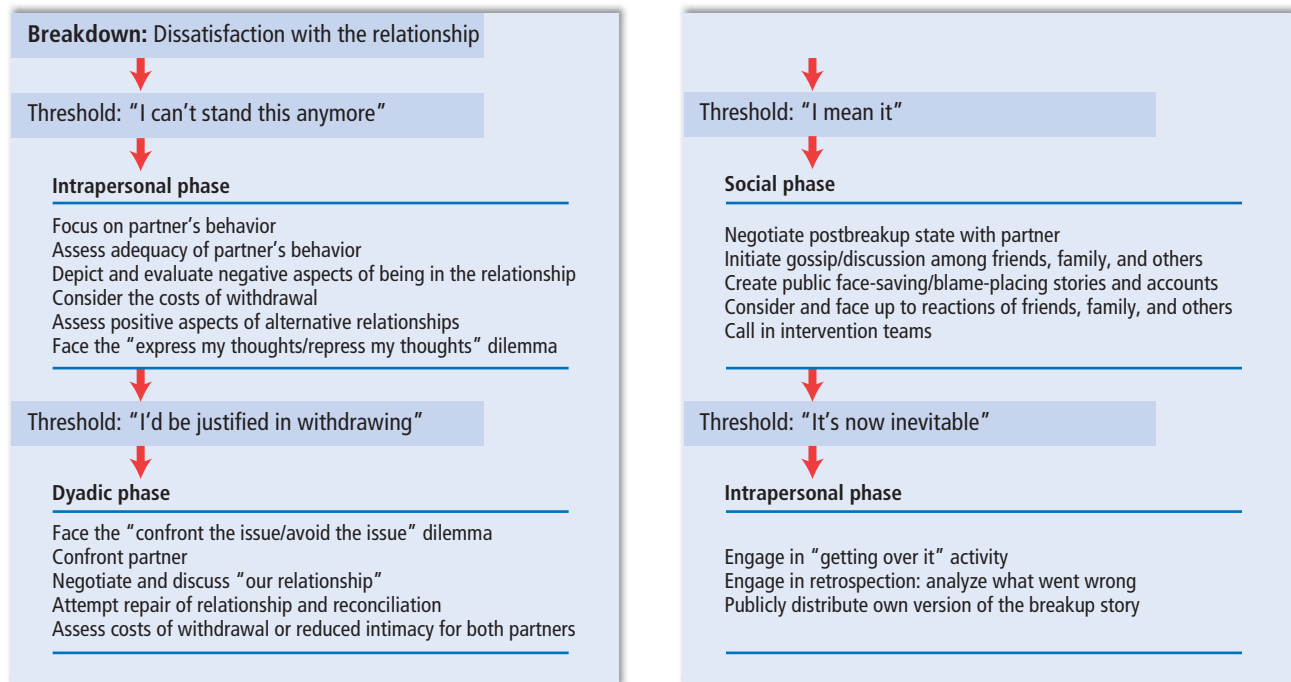 Breakdown: Dissatisfaction with the relationship
Threshold: “I can’t stand this anymore”
Intrapersonal phase
Focus on partner’s behavior
Assess adequacy of partner’s behavior
Depict and evaluate negative aspects of being in the relationship
Consider the costs of withdrawal
Assess positive aspects of alternative relationships
Face the “express my thoughts/repress my thoughts” dilemma
Threshold: “I’d be justified in withdrawing”
Dyadic phase
Face the “confront the issue/avoid the issue” dilemma
Confront partner
Negotiate and discuss “our relationship”
Attempt repair of relationship and reconciliation
Assess costs of withdrawal or reduced intimacy for both partners
Threshold: “I mean it”
Social phase
Negotiate postbreakup state with partner
Initiate gossip/discussion among friends, family, and others
Create public face-saving/blame-placing stories and accounts
Consider and face up to reactions of friends, family, and others
Call in intervention teams
Threshold: “It’s now inevitable”
Intrapersonal phase
Engage in “getting over it” activity
Engage in retrospection: analyze what went wrong
Publicly distribute own version of the breakup story